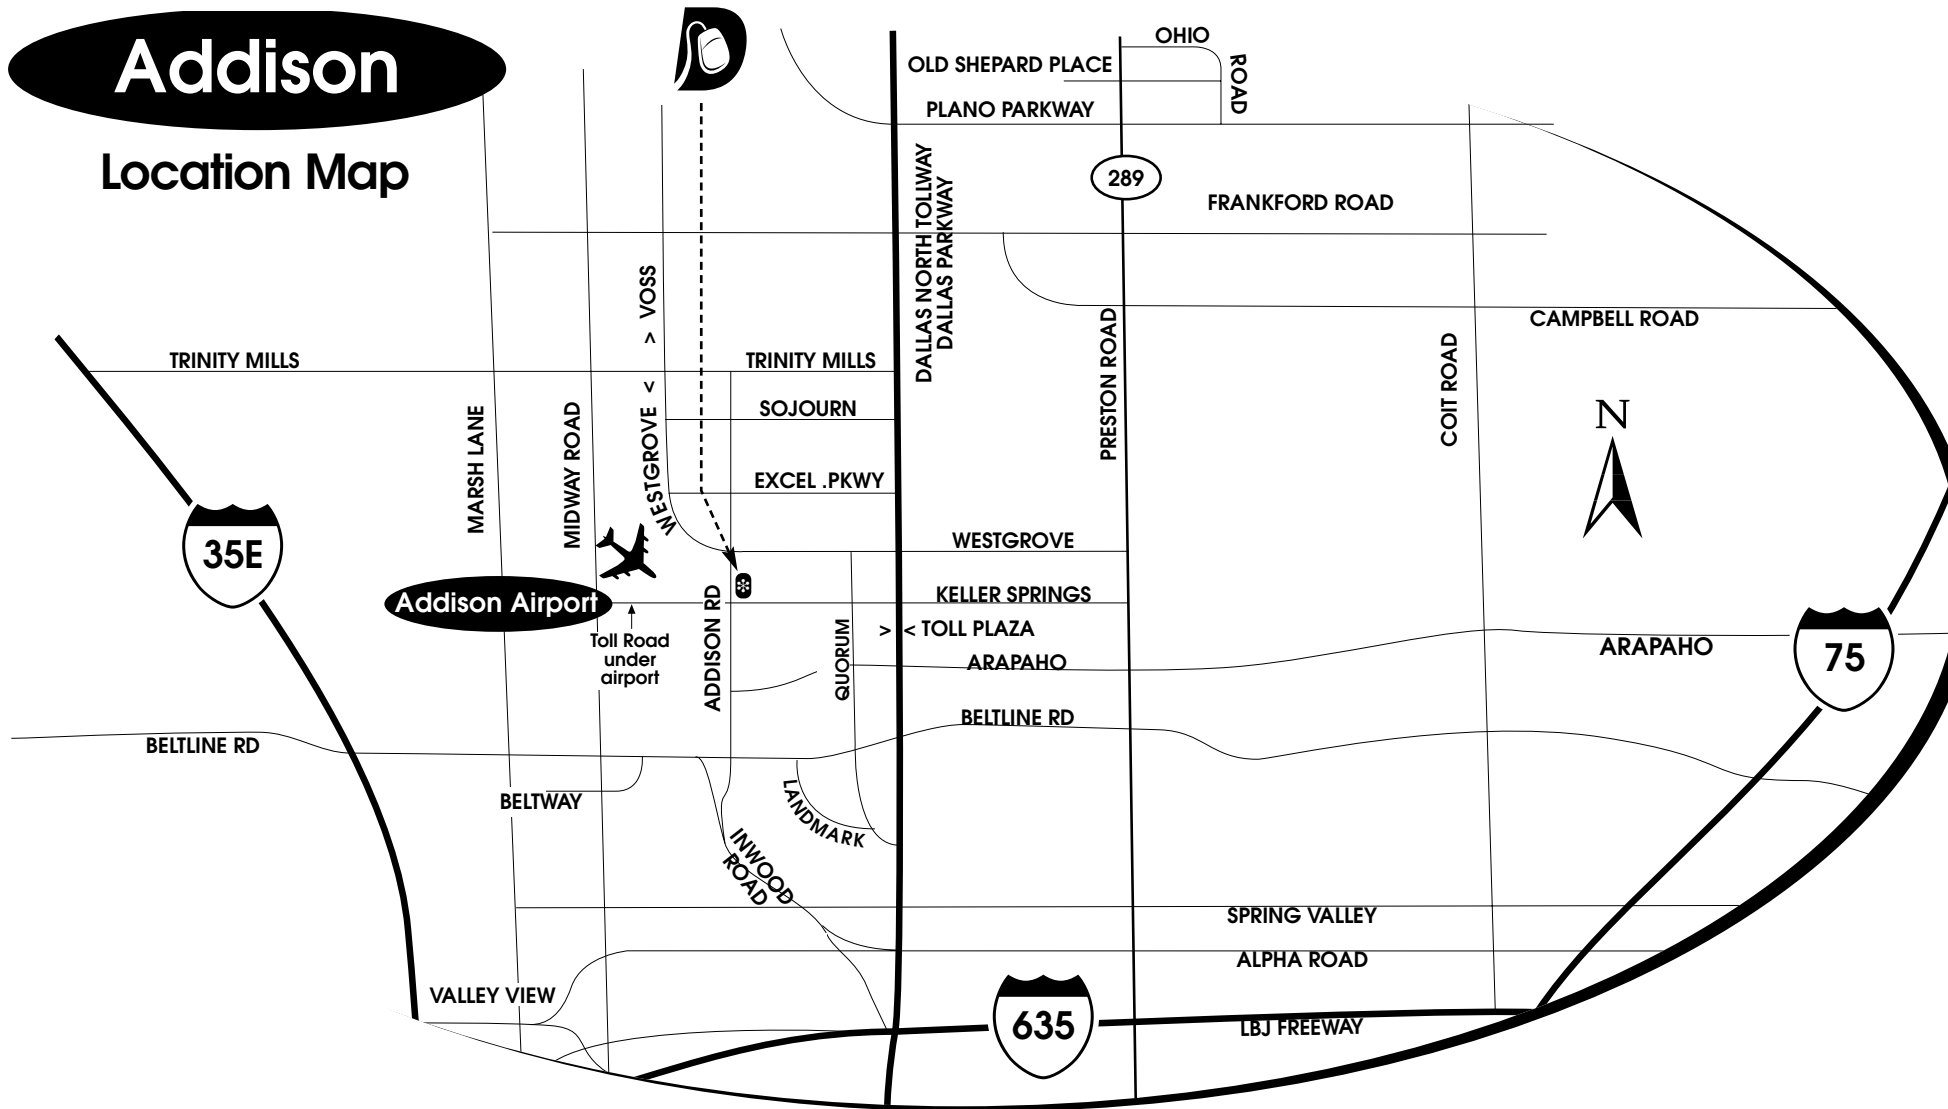 Addison
Location Map
OHIO
ROAD
OLD SHEPARD PLACE
PLANO PARKWAY
289
DALLAS NORTH TOLLWAY
DALLAS PARKWAY
FRANKFORD ROAD
VOSS
>
CAMPBELL ROAD
PRESTON ROAD
COIT ROAD
TRINITY MILLS
TRINITY MILLS
WESTGROVE <
SOJOURN
MARSH LANE
MIDWAY ROAD
N
EXCEL .PKWY
35E
WESTGROVE
Addison Airport
KELLER SPRINGS
ADDISON RD
QUORUM
> < TOLL PLAZA
Toll Road
under
airport
ARAPAHO
ARAPAHO
75
BELTLINE RD
BELTLINE RD
BELTWAY
LANDMARK
INWOOD
ROAD
SPRING VALLEY
ALPHA ROAD
VALLEY VIEW
635
LBJ FREEWAY